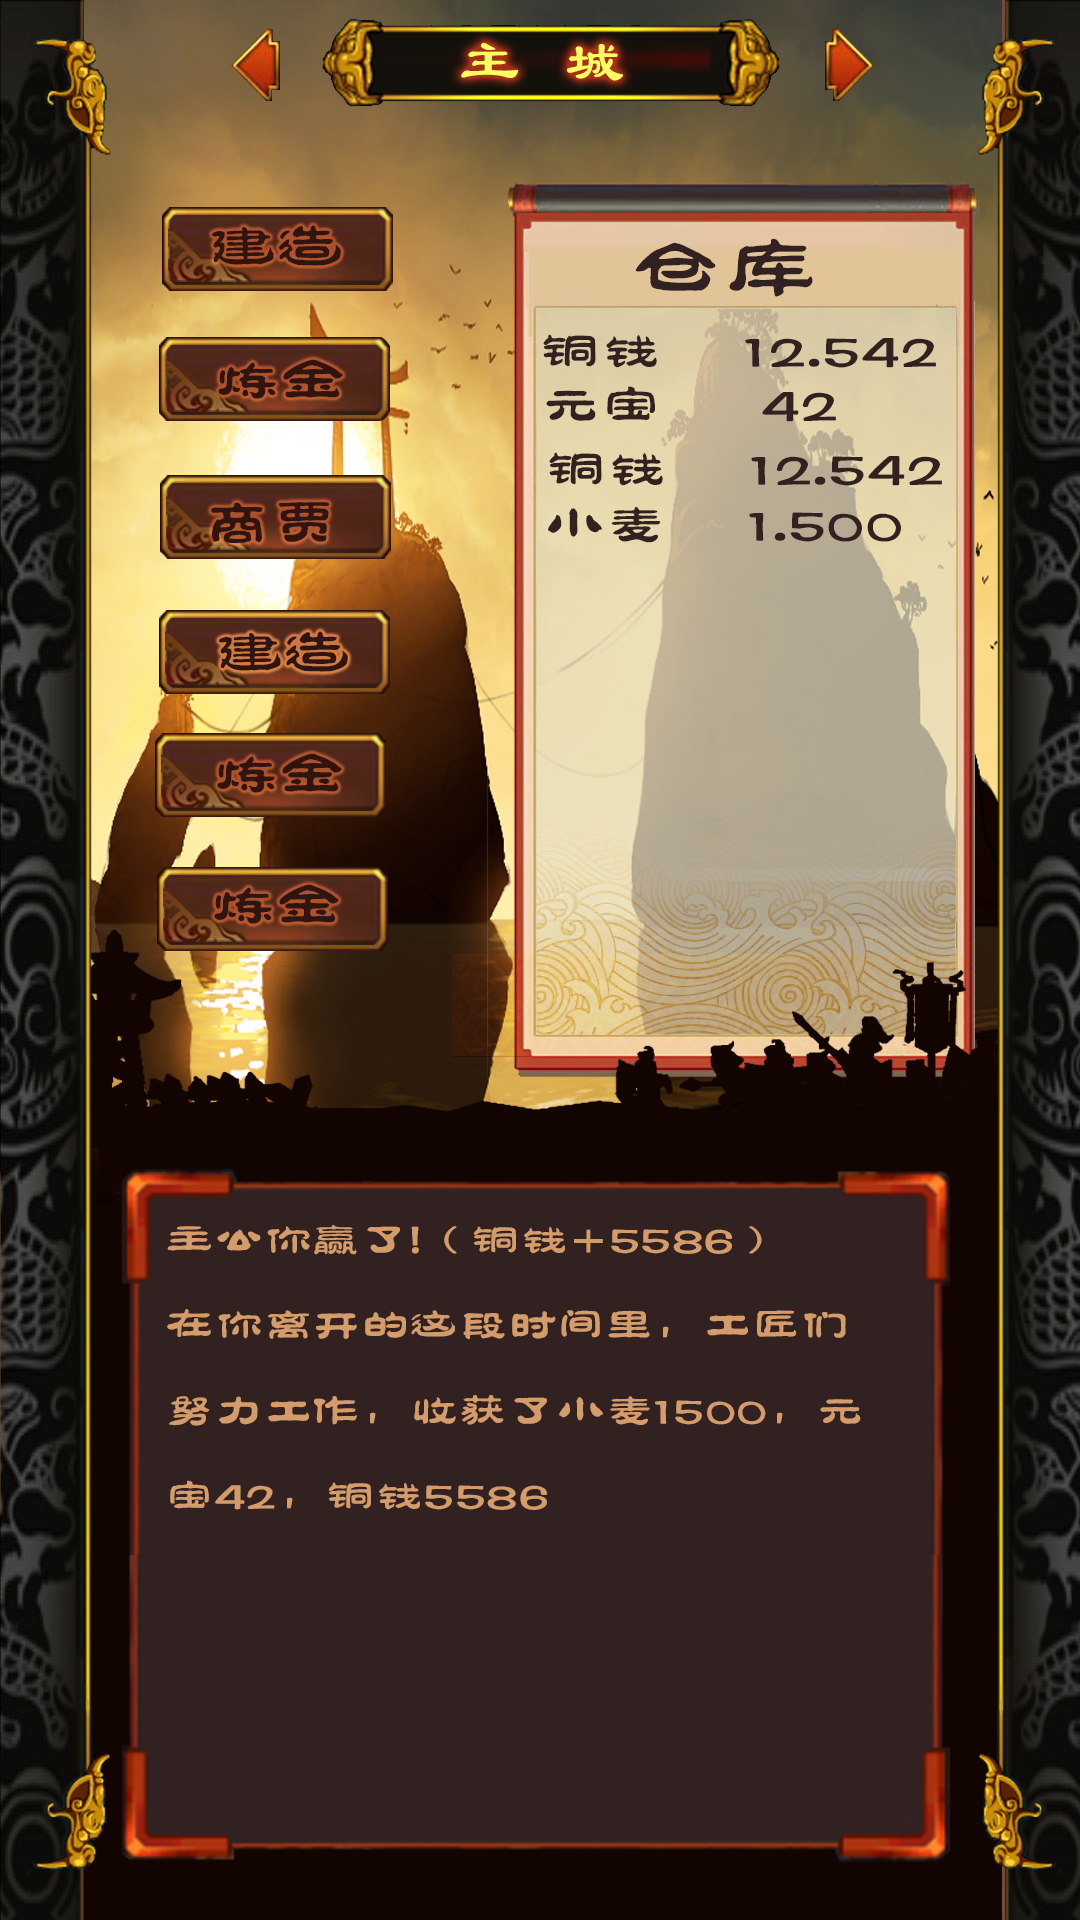 主 城
建造
炼金
商贾
建造
炼金
炼金
仓库
铜钱 12.542
元宝 42
铜钱 12.542
小麦 1.500
主公你赢了!(铜钱+5586)
在你离开的这段时间里，工匠们
努力工作，收获了小麦1500，元
宝42，铜钱5586